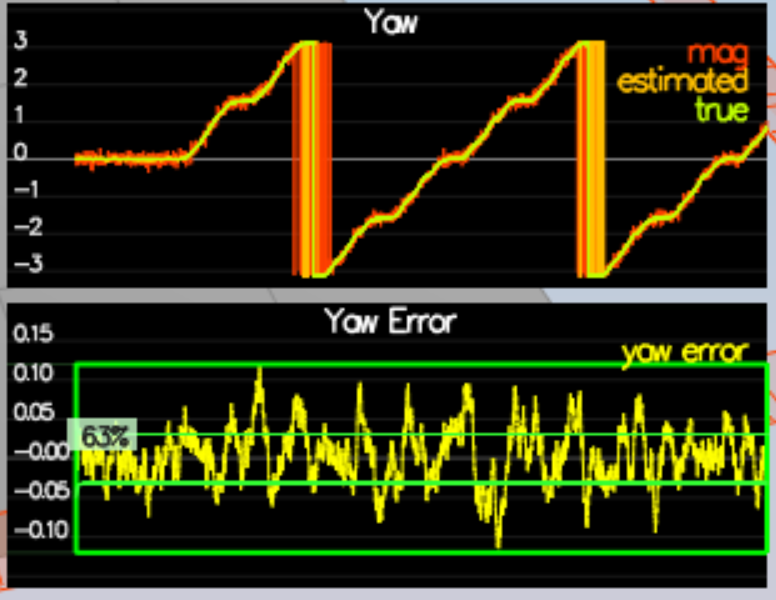 Yaw
3
mag
2
estimated
1
true
0
-1
-2
-3
Yaw Error
0.15
yaw error
0.10
0.05
63%
-0.00
-0.05
-0.10